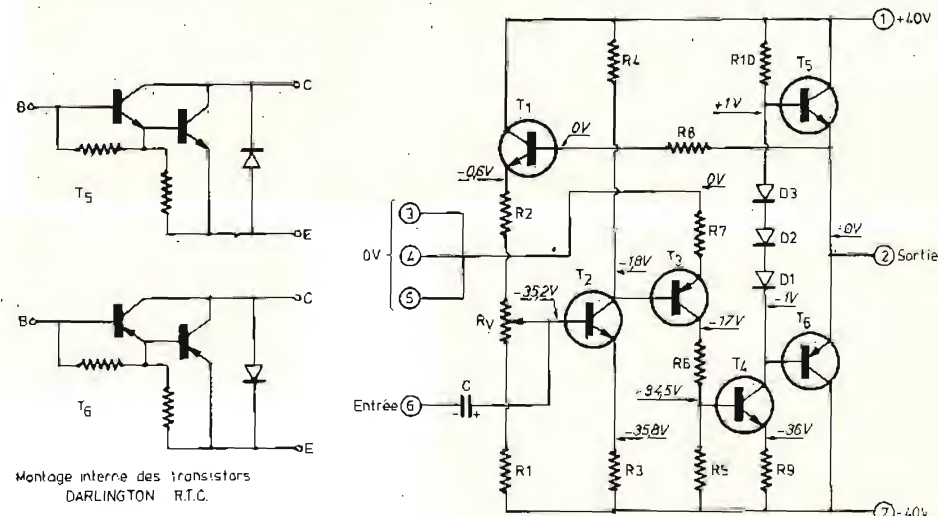 B
C
T5
E
B
C
T6
E
Montage interne des transistors
DARLINGTON R.T.C.
1 +40V
R4
R10
T5
T1
+1V
0V
R8
-0,6V
0V
R2
R7
D3
3
0V
4
5
D2
0V
2 Sortie
T2
-1,8V
T3
D1
-35,2V
-1V
RV
-17V
T6
R6
T4
Entrée 6
C
- +
-34,5V
-35,8V
-36V
R1
R3
R5
R9
7 -40V